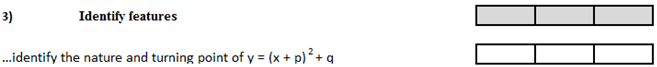 3) Identify features
...identify the nature and turning point of y = (x + p)² + q